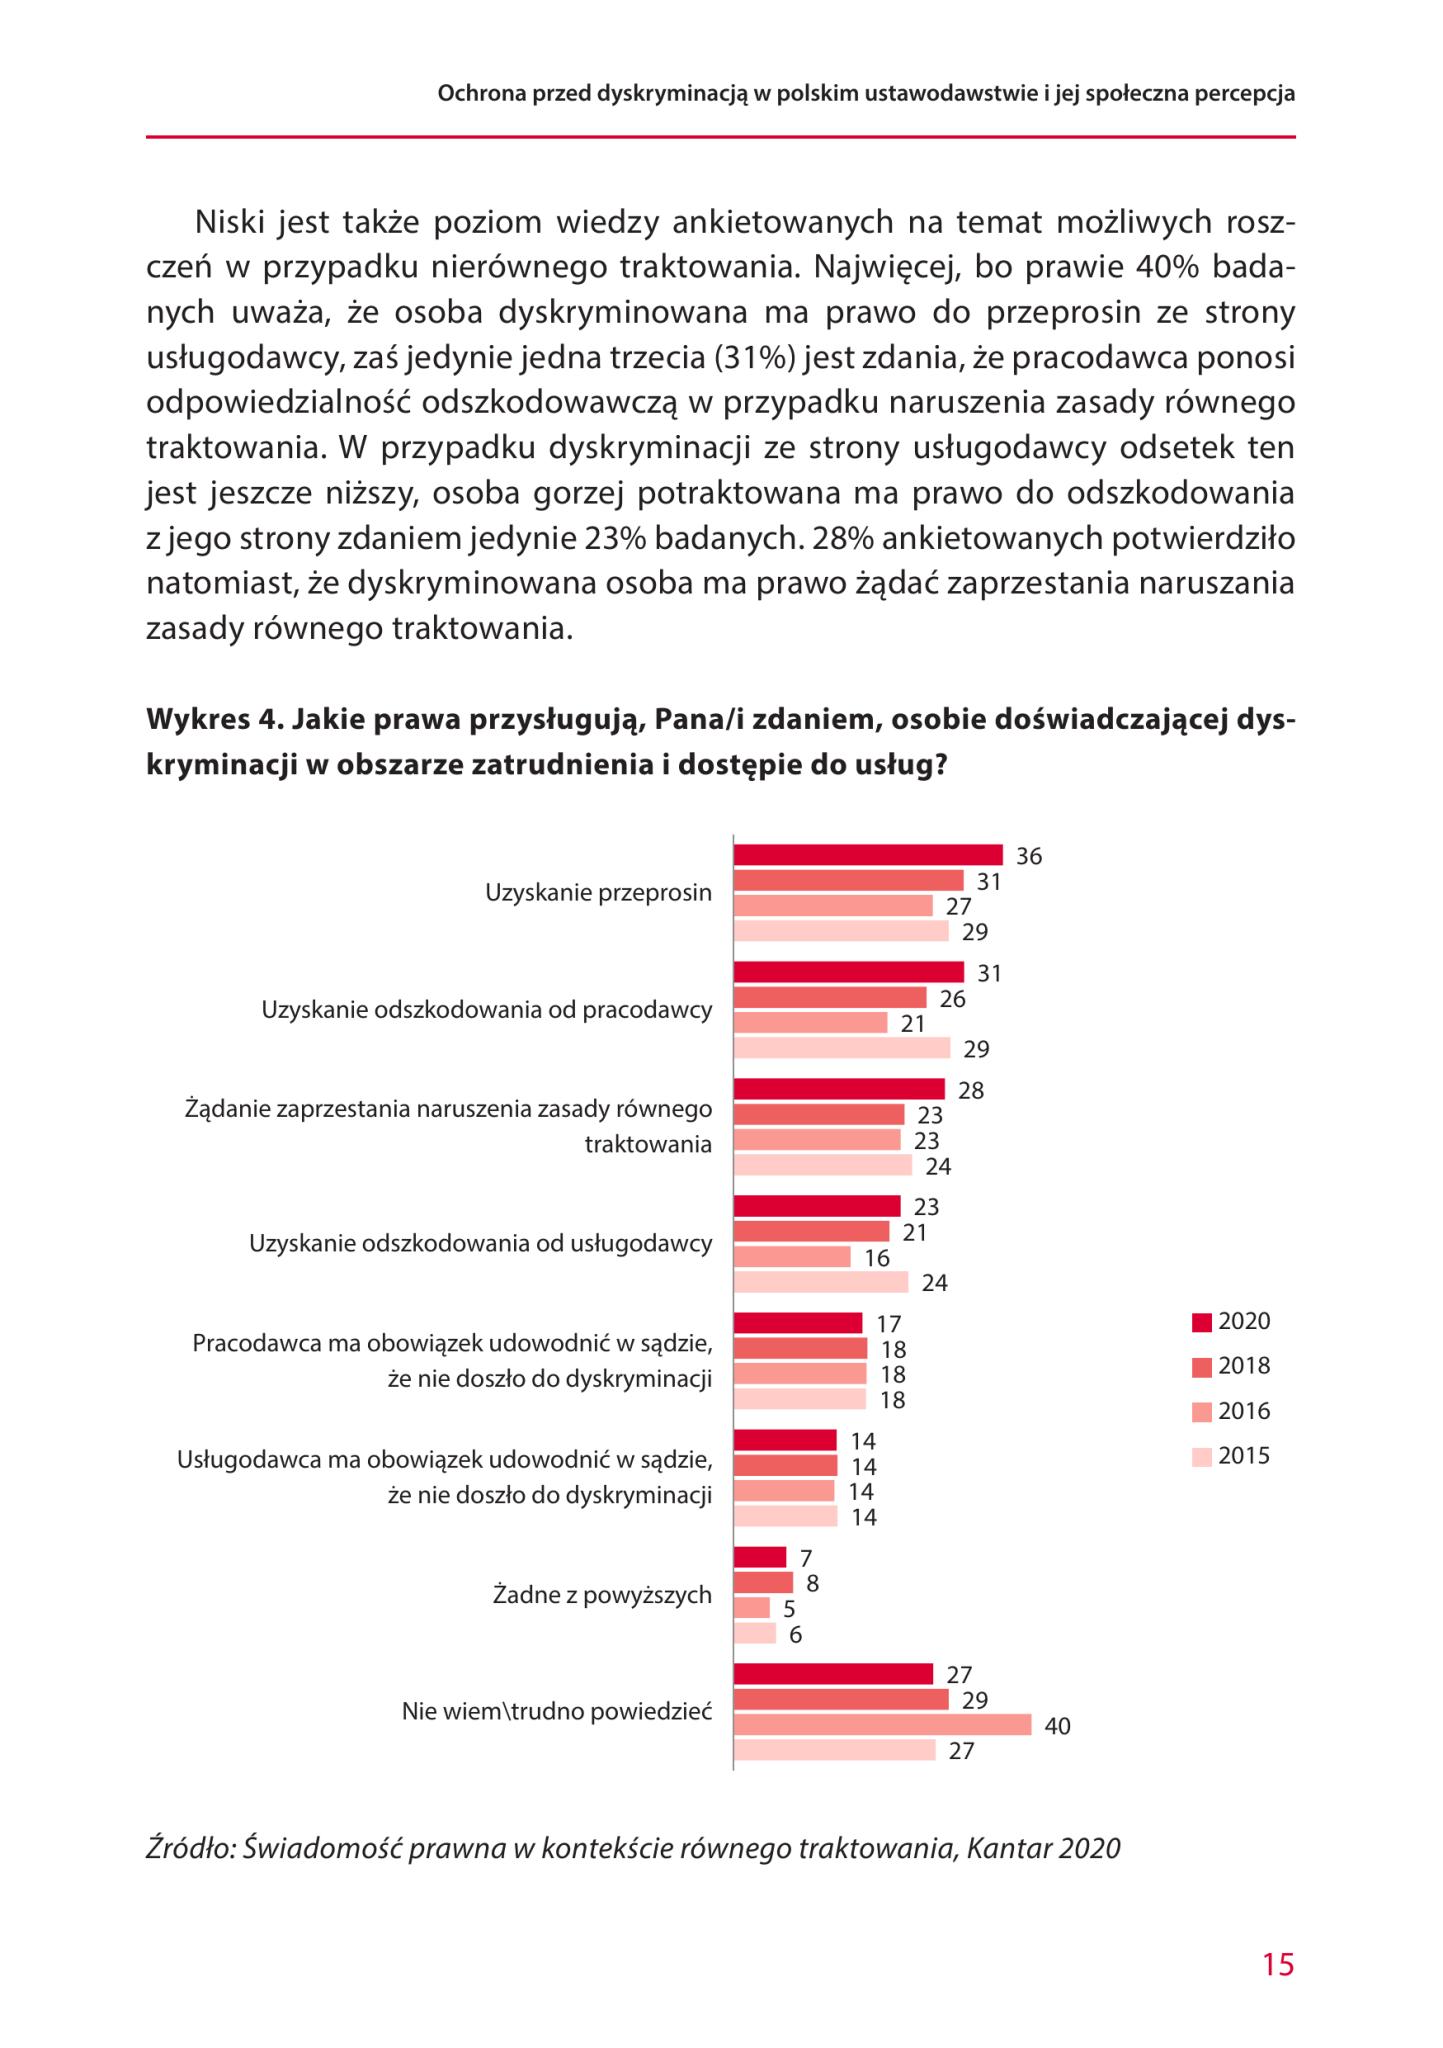 Ochrona przed dyskryminacją w polskim ustawodawstwie i jej społeczna percepcja
Niski jest także poziom wiedzy ankietowanych na temat możliwych rosz-
czeń w przypadku nierównego traktowania. Najwięcej, bo prawie 40% bada-
nych uważa, że osoba dyskryminowana ma prawo do przeprosin ze strony
usługodawcy, zaś jedynie jedna trzecia (31%) jest zdania, że pracodawca ponosi
odpowiedzialność odszkodowawczą w przypadku naruszenia zasady równego
traktowania. W przypadku dyskryminacji ze strony usługodawcy odsetek ten
jest jeszcze niższy, osoba gorzej potraktowana ma prawo do odszkodowania
z jego strony zdaniem jedynie 23% badanych. 28% ankietowanych potwierdziło
natomiast, że dyskryminowana osoba ma prawo żądać zaprzestania naruszania
zasady równego traktowania.
Wykres 4. Jakie prawa przysługują, Pana/i zdaniem, osobie doświadczającej dys-
kryminacji w obszarze zatrudnienia i dostępie do usług?
Uzyskanie przeprosin
36
31
27
29
Uzyskanie odszkodowania od pracodawcy
31
26
21
29
Żądanie zaprzestania naruszenia zasady równego
traktowania
28
23
23
24
Uzyskanie odszkodowania od usługodawcy
23
21
16
24
Pracodawca ma obowiązek udowodnić w sądzie,
że nie doszło do dyskryminacji
17
18
18
18
Usługodawca ma obowiązek udowodnić w sądzie,
że nie doszło do dyskryminacji
14
14
14
14
Żadne z powyższych
7
8
5
6
Nie wiem\trudno powiedzieć
27
29
40
27
2020
2018
2016
2015
Źródło: Świadomość prawna w kontekście równego traktowania, Kantar 2020
15